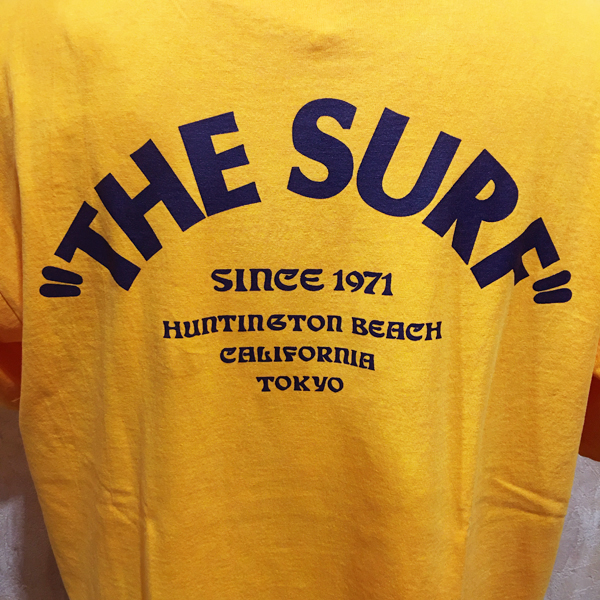 "THE SURF"
SINCE 1971
HUNTINGTON BEACH
CALIFORNIA
TOKYO